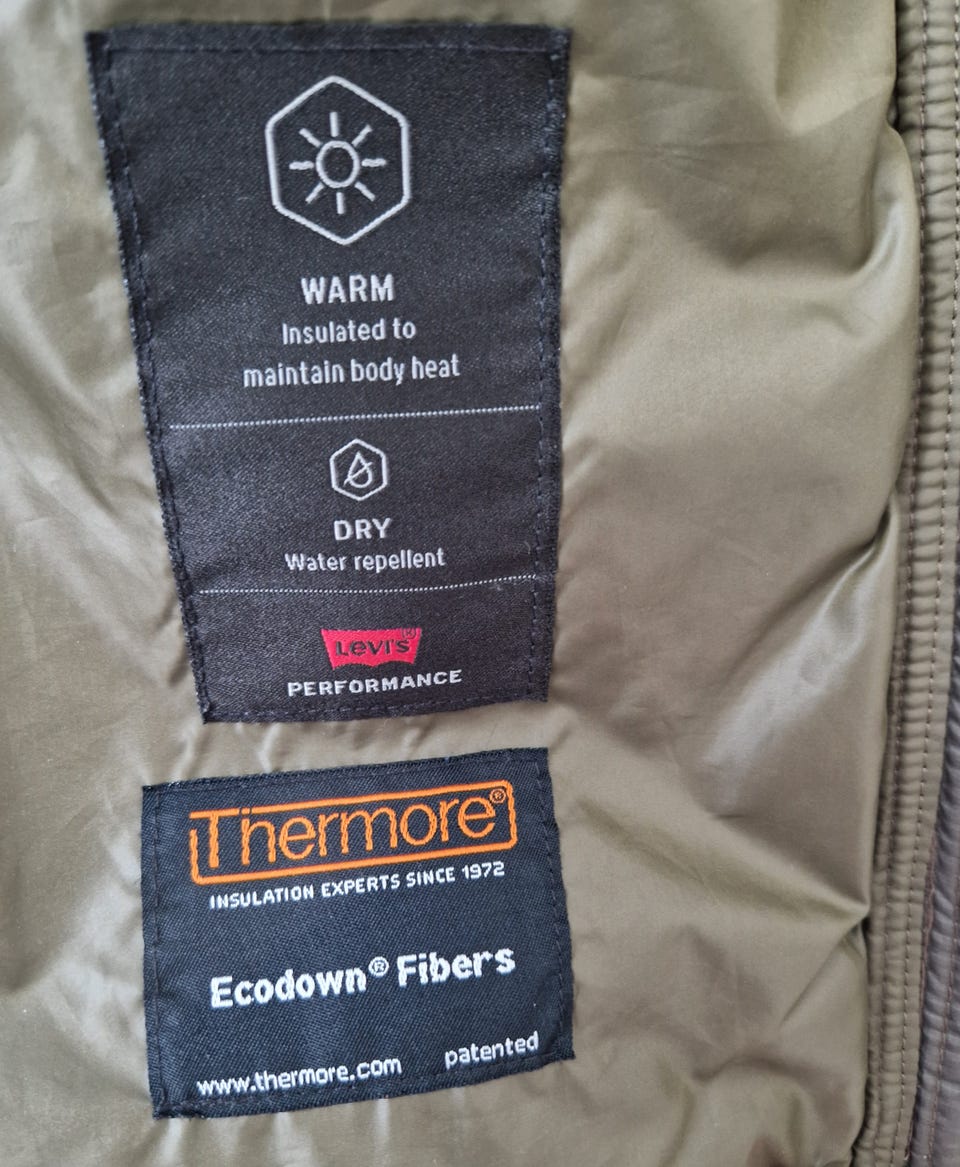 WARM
Insulated to
maintain body heat
DRY
Water repellent
Levi's®
PERFORMANCE
Thermore®
INSULATION EXPERTS SINCE 1972
Ecodown® Fibers
www.thermore.com patented